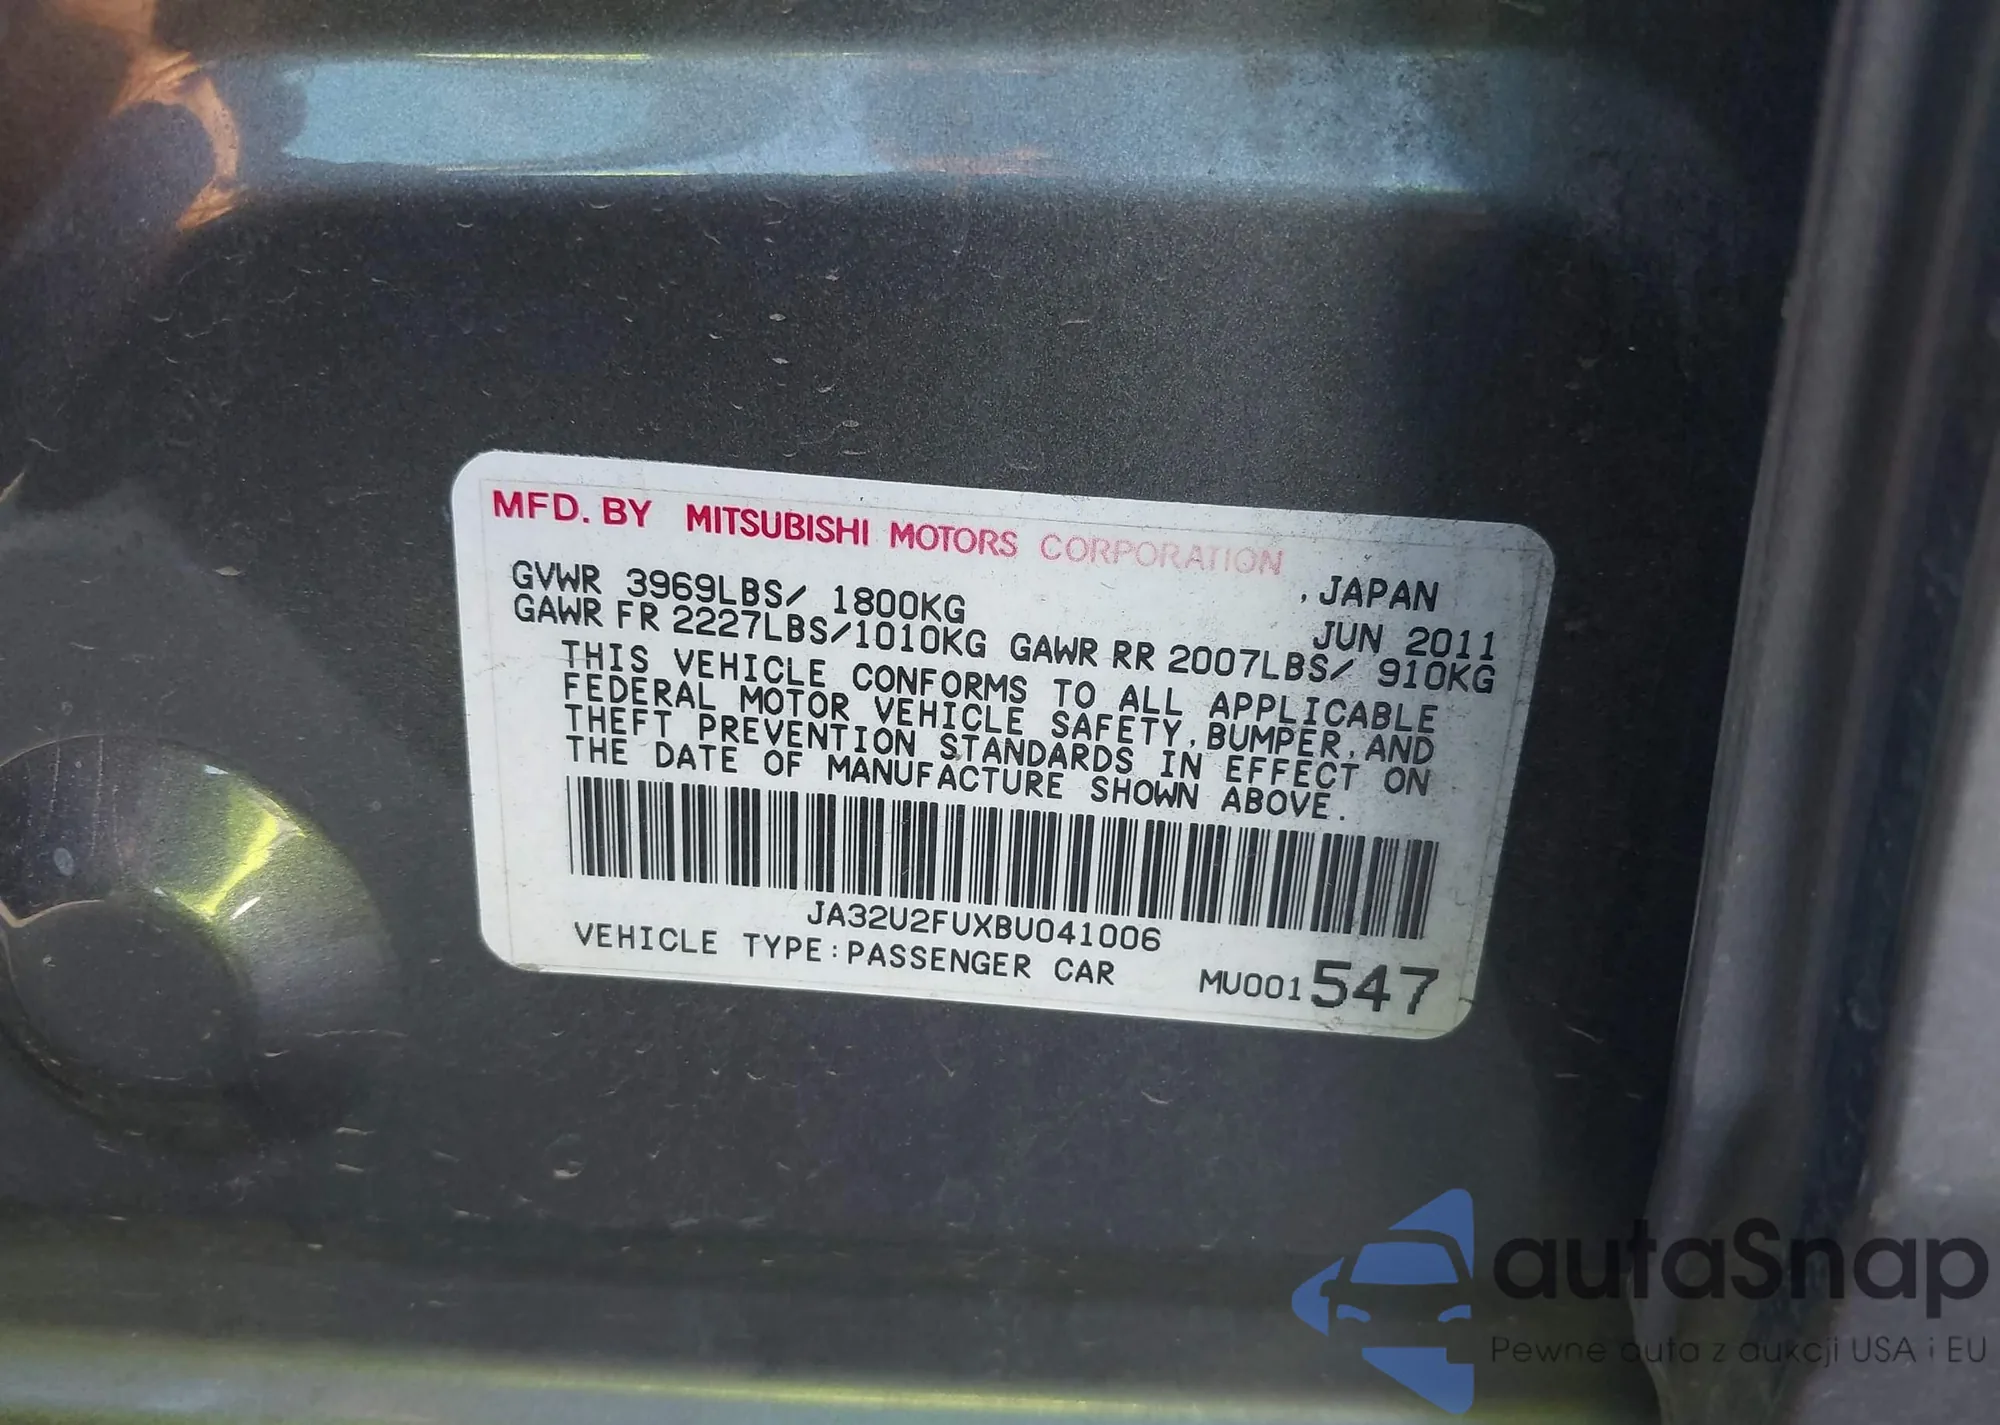 MFD. BY MITSUBISHI MOTORS CORPORATION
, JAPAN
GVWR 3969LBS/ 1800KG
JUN 2011
GAWR FR 2227LBS/1010KG GAWR RR 2007LBS/ 910KG
THIS VEHICLE CONFORMS TO ALL APPLICABLE
FEDERAL MOTOR VEHICLE SAFETY, BUMPER, AND
THEFT PREVENTION STANDARDS IN EFFECT ON
THE DATE OF MANUFACTURE SHOWN ABOVE.
JA32U2FUXBU041006
VEHICLE TYPE: PASSENGER CAR
MU001547
autaSnap
Pewne auta z aukcji USA i EU